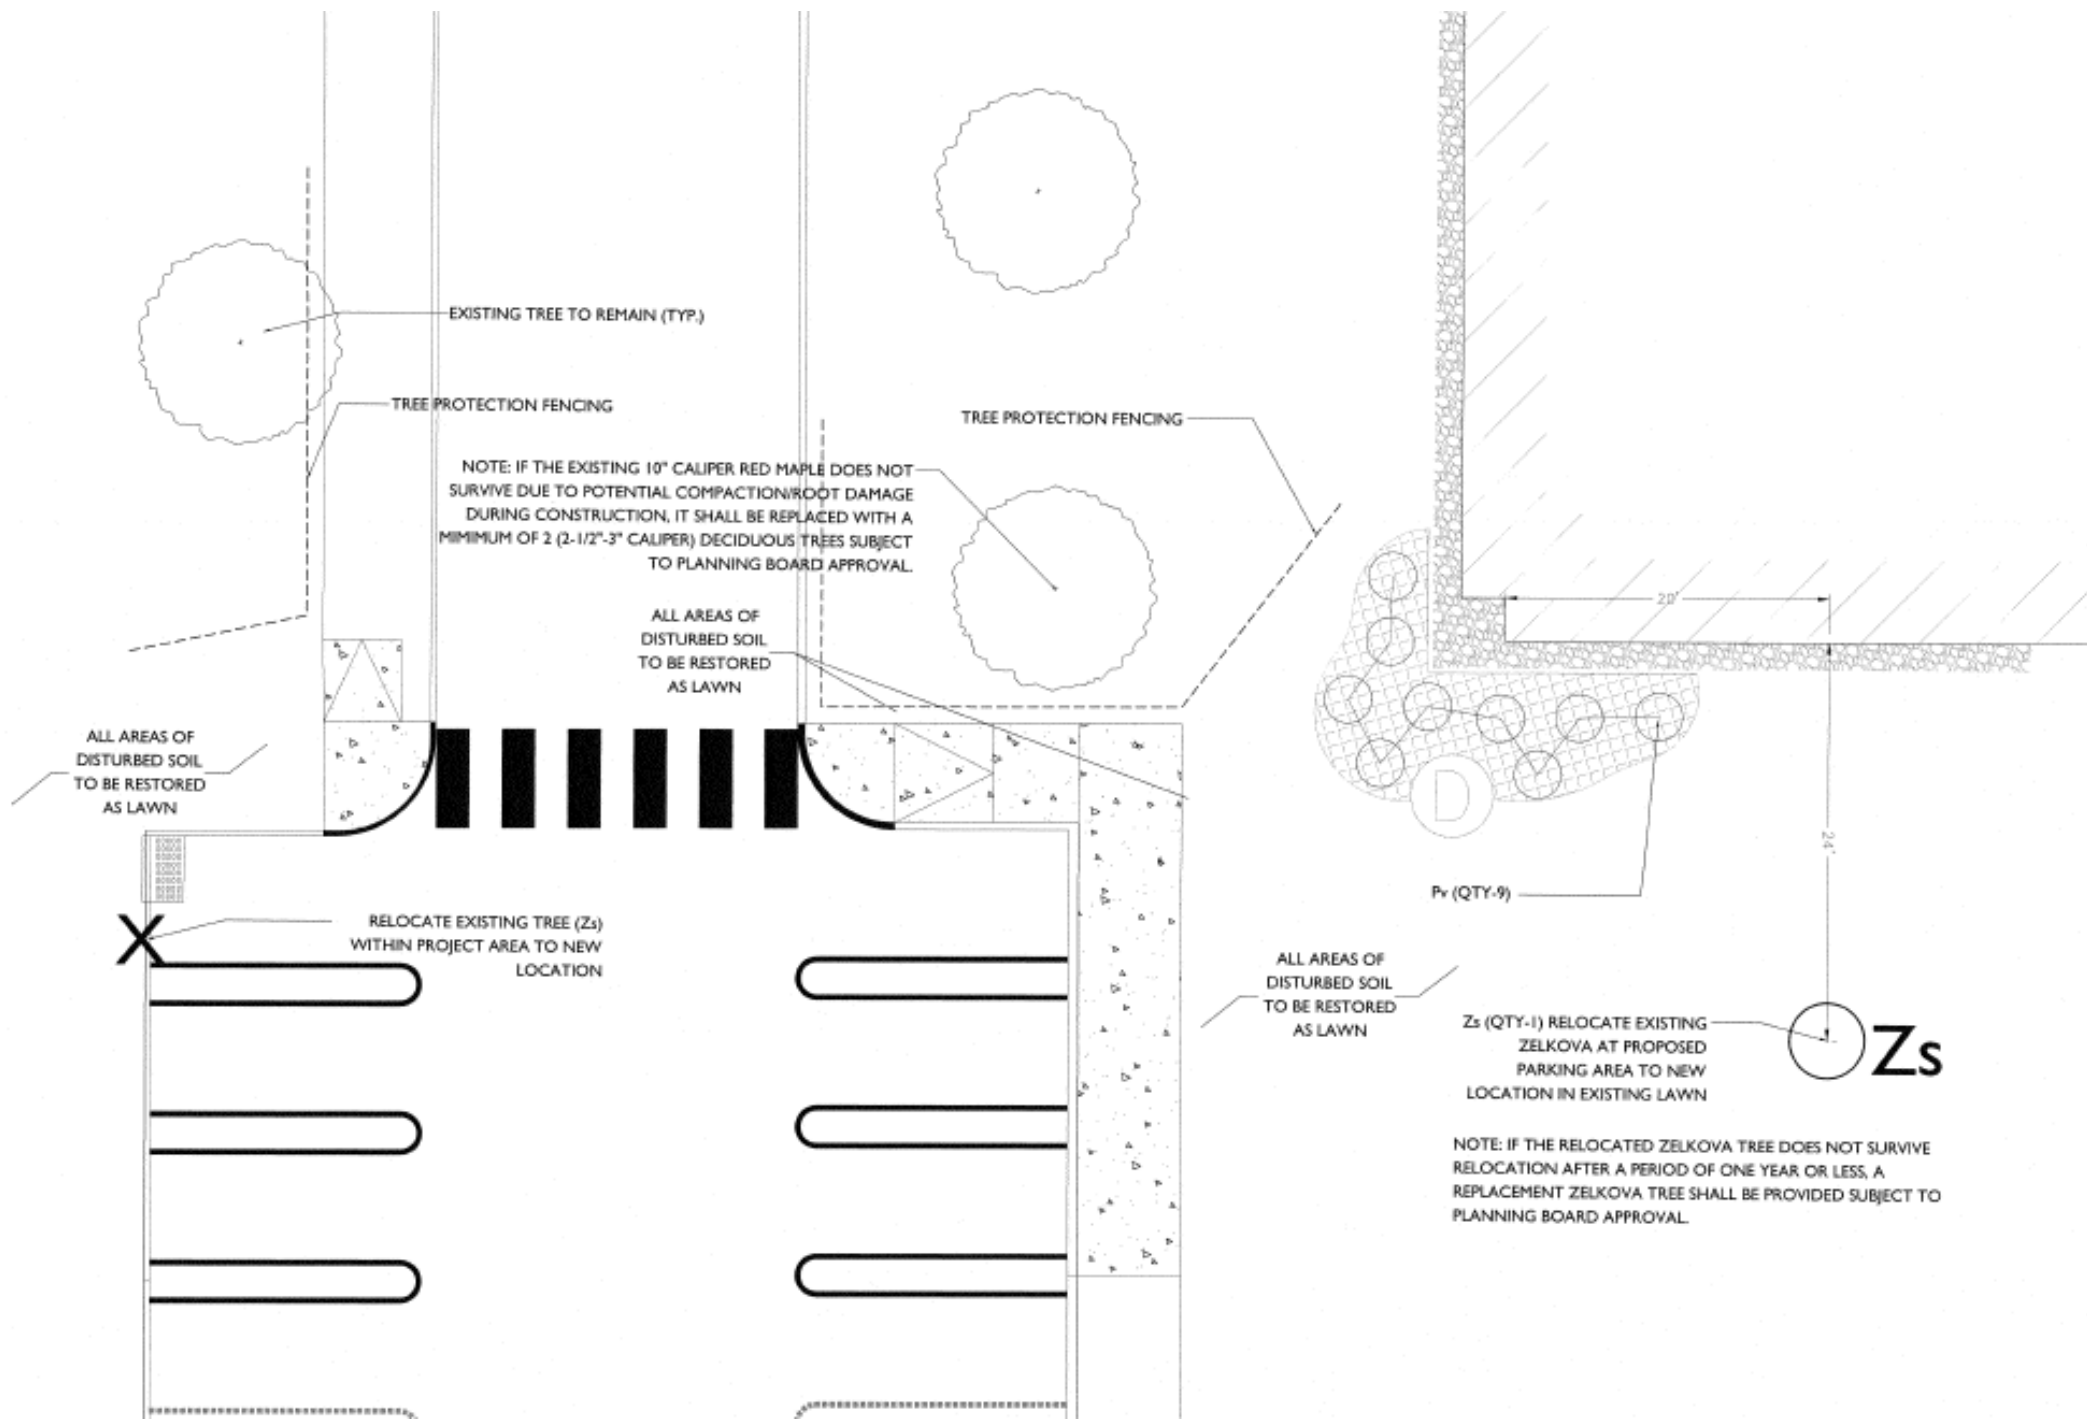 EXISTING TREE TO REMAIN (TYP.)
TREE PROTECTION FENCING
TREE PROTECTION FENCING
NOTE: IF THE EXISTING 10" CALIPER RED MAPLE DOES NOT
SURVIVE DUE TO POTENTIAL COMPACTION/ROOT DAMAGE
DURING CONSTRUCTION, IT SHALL BE REPLACED WITH A
MIMIMUM OF 2 (2-1/2"-3" CALIPER) DECIDUOUS TREES SUBJECT
TO PLANNING BOARD APPROVAL.
20'
ALL AREAS OF
DISTURBED SOIL
TO BE RESTORED
AS LAWN
ALL AREAS OF
DISTURBED SOIL
TO BE RESTORED
AS LAWN
D
24'
Pv (QTY-9)
X
RELOCATE EXISTING TREE (Zs)
WITHIN PROJECT AREA TO NEW
LOCATION
ALL AREAS OF
DISTURBED SOIL
TO BE RESTORED
AS LAWN
Zs (QTY-1) RELOCATE EXISTING
ZELKOVA AT PROPOSED
PARKING AREA TO NEW
LOCATION IN EXISTING LAWN
Zs
NOTE: IF THE RELOCATED ZELKOVA TREE DOES NOT SURVIVE
RELOCATION AFTER A PERIOD OF ONE YEAR OR LESS, A
REPLACEMENT ZELKOVA TREE SHALL BE PROVIDED SUBJECT TO
PLANNING BOARD APPROVAL.